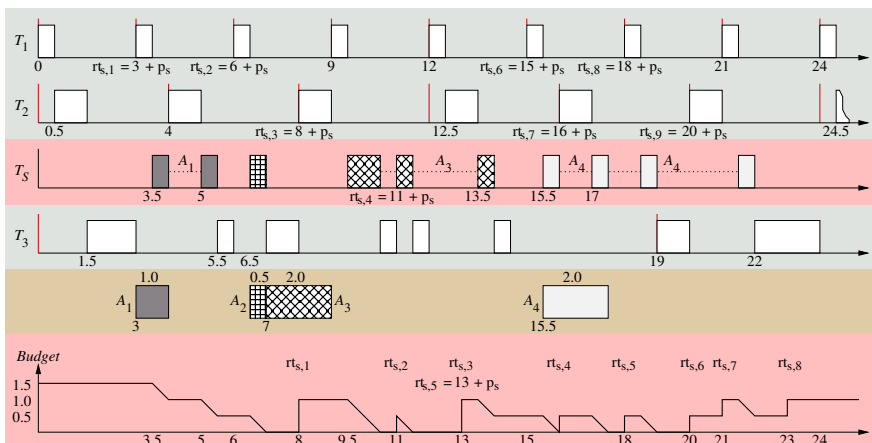 T1
0 rts,1 = 3 + ps rts,2 = 6 + ps 9 12 rts,6 = 15 + ps rts,8 = 18 + ps 21 24
T2
0.5 4 rts,3 = 8 + ps 12.5 rts,7 = 16 + ps rts,9 = 20 + ps 24.5
TS A1 A3 A4 A4
3.5 5 rts,4 = 11 + ps 13.5 15.5 17
T3
1.5 5.5 6.5 19 22
1.0 0.5 2.0 2.0
A1 A2 A3 A4
3 7 15.5
Budget rts,1 rts,2 rts,3 rts,4 rts,5 rts,6 rts,7 rts,8
rts,5 = 13 + ps
1.5
1.0
0.5
3.5 5 6 8 9.5 11 13 15 18 20 21 23 24